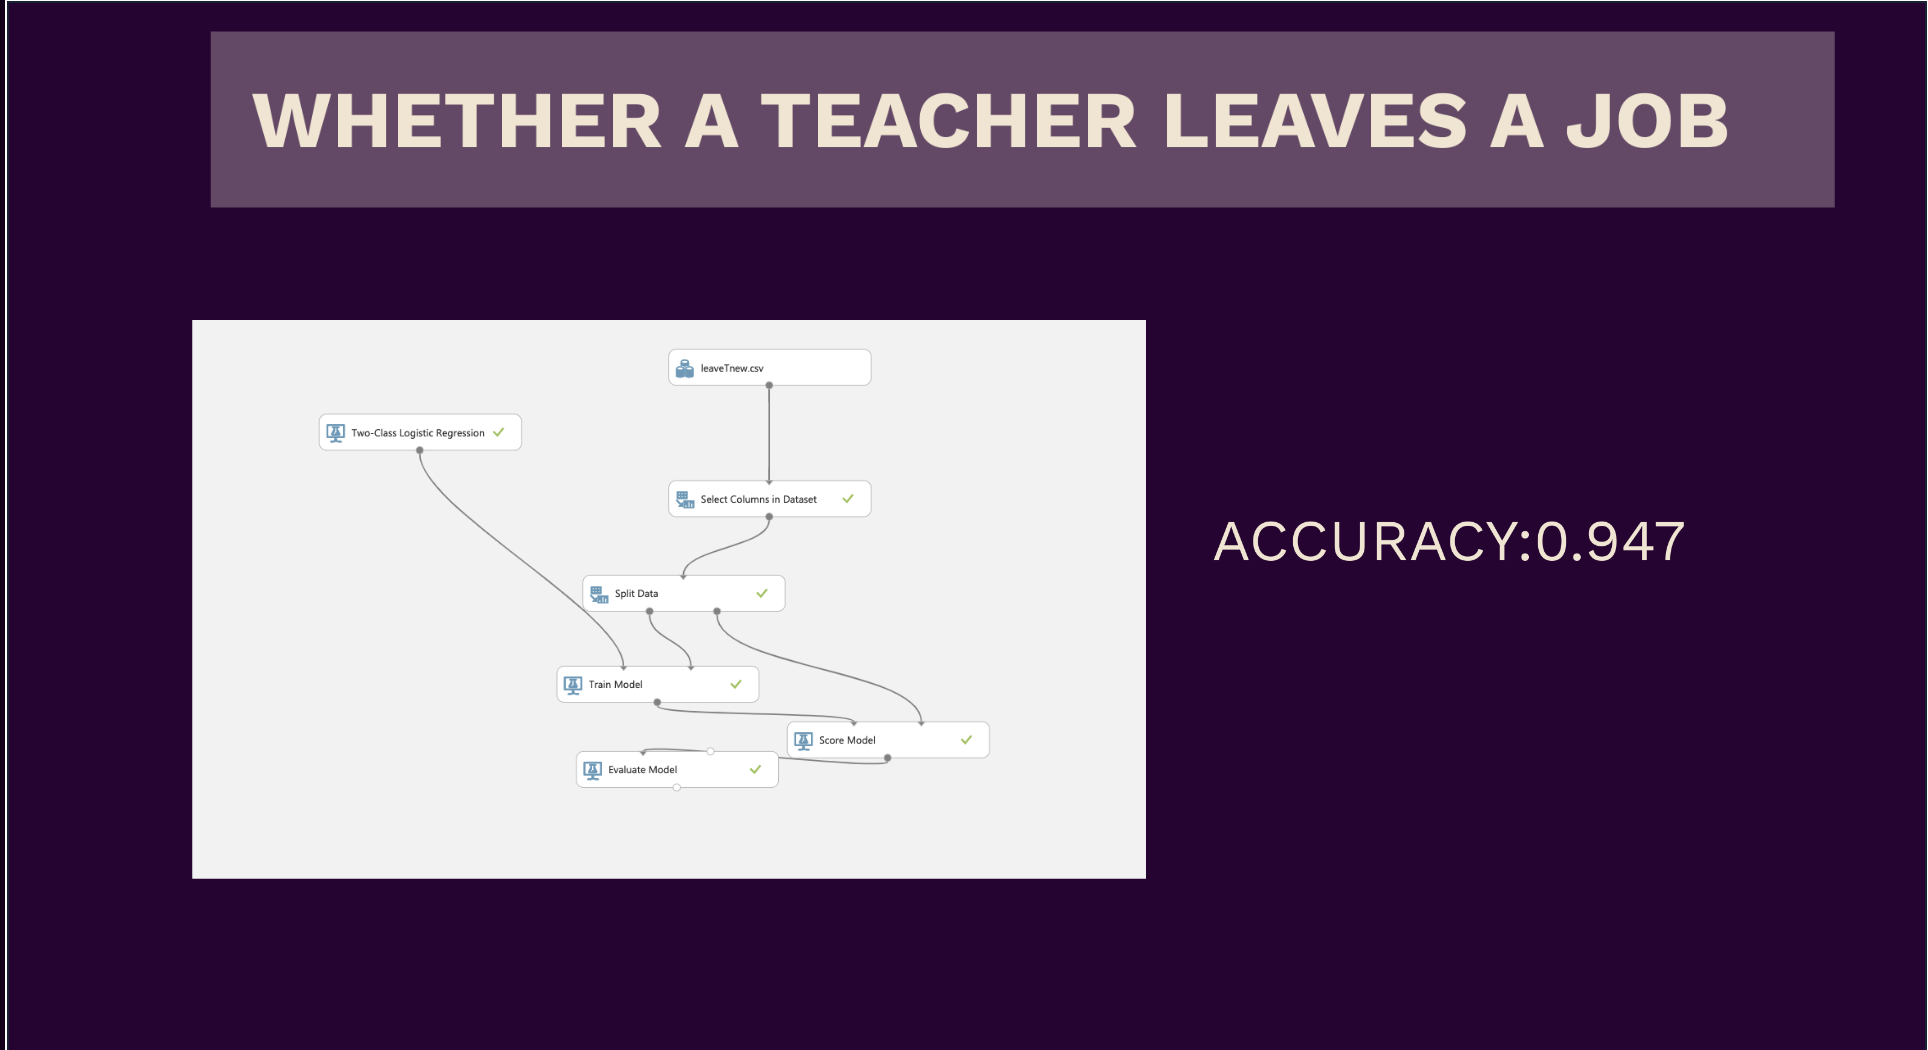 WHETHER A TEACHER LEAVES A JOB
leaveTnew.csv
Two-Class Logistic Regression
Select Columns in Dataset
Split Data
Train Model
Score Model
Evaluate Model
ACCURACY:0.947